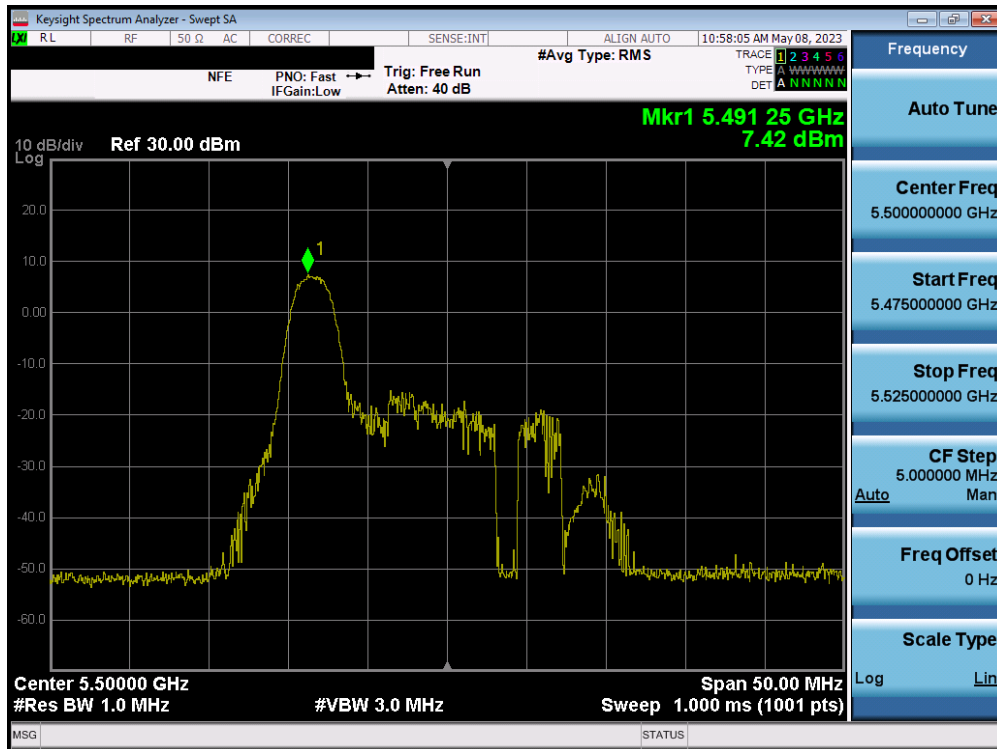 Keysight Spectrum Analyzer - Swept SA
LXI RL RF 50 Ω AC CORREC SENSE:INT ALIGN AUTO 10:58:05 AM May 08, 2023
NFE PNO: Fast Trig: Free Run #Avg Type: RMS TRACE 1 2 3 4 5 6
IFGain:Low Atten: 40 dB TYPE A WWWWW
DET A N N N N N
Mkr1 5.491 25 GHz
7.42 dBm
10 dB/div Ref 30.00 dBm
Log
1
20.0
10.0
0.00
-10.0
-20.0
-30.0
-40.0
-50.0
-60.0
Center 5.50000 GHz Span 50.00 MHz
#Res BW 1.0 MHz #VBW 3.0 MHz Sweep 1.000 ms (1001 pts)
MSG STATUS
Frequency
Auto Tune
Center Freq
5.500000000 GHz
Start Freq
5.475000000 GHz
Stop Freq
5.525000000 GHz
CF Step
5.000000 MHz
Auto Man
Freq Offset
0 Hz
Scale Type
Log Lin